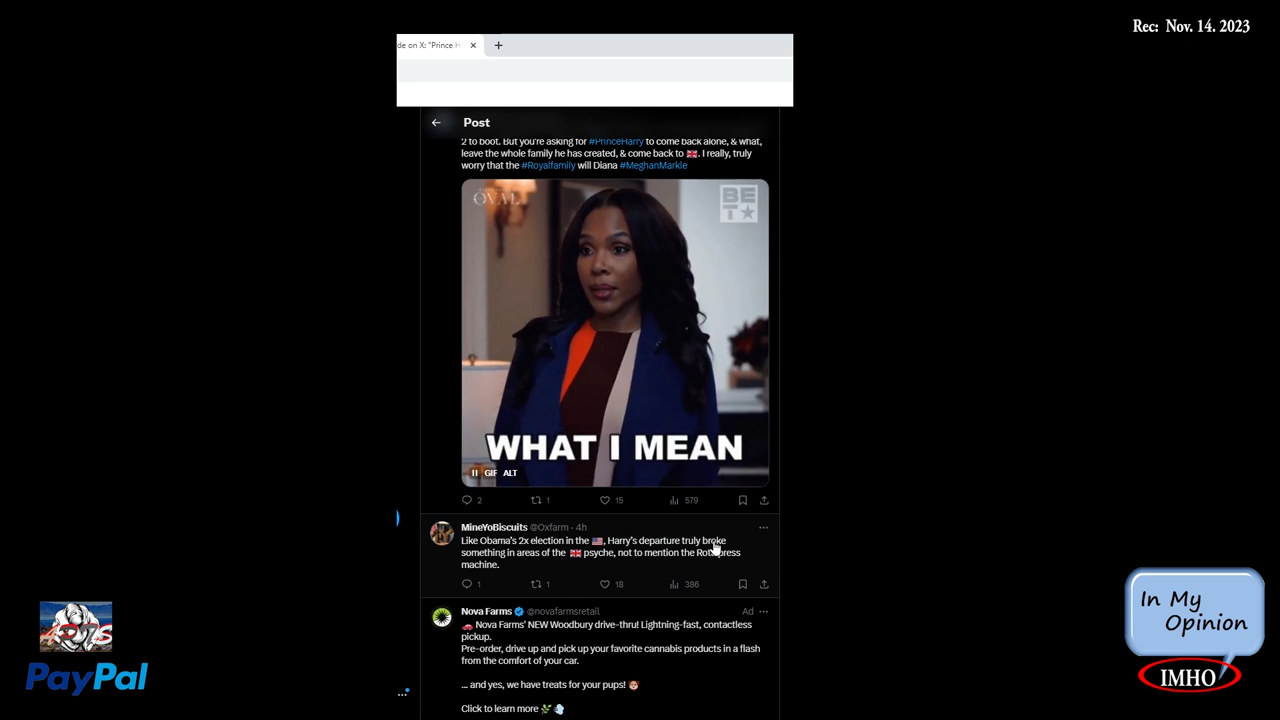 Rec: Nov. 14. 2023
de on X: "Prince H
Post
2 to boot. But you're asking for #PrinceHarry to come back alone, & what,
leave the whole family he has created, & come back to 🇬🇧. I really, truly
worry that the #Royalfamily will Diana #MeghanMarkle
OVAL
BET★
WHAT I MEAN
GIF ALT
2 1 15 579
MineYoBiscuits @Oxfarm · 4h
Like Obama's 2x election in the 🇺🇸, Harry's departure truly broke
something in areas of the 🇬🇧 psyche, not to mention the press
machine.
1 1 18 386
Nova Farms @novafarmsretail Ad
🚗 Nova Farms' NEW Woodbury drive-thru! Lightning-fast, contactless
pickup.
Pre-order, drive up and pick up your favorite cannabis products in a flash
from the comfort of your car.
... and yes, we have treats for your pups! 🐶
Click to learn more 🌿 💨
PayPal
In My
Opinion
IMHO